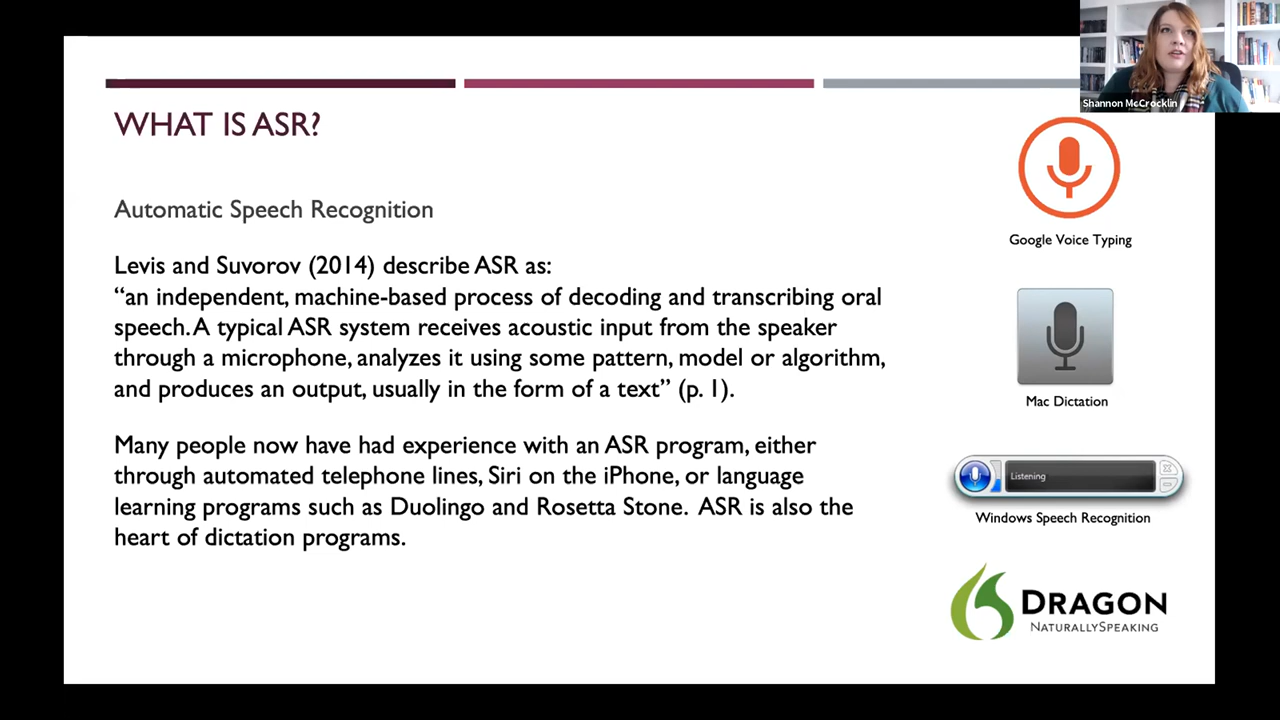 Shannon McCrocklin
WHAT IS ASR?
Automatic Speech Recognition
Levis and Suvorov (2014) describe ASR as:
“an independent, machine-based process of decoding and transcribing oral
speech. A typical ASR system receives acoustic input from the speaker
through a microphone, analyzes it using some pattern, model or algorithm,
and produces an output, usually in the form of a text” (p. 1).
Many people now have had experience with an ASR program, either
through automated telephone lines, Siri on the iPhone, or language
learning programs such as Duolingo and Rosetta Stone.  ASR is also the
heart of dictation programs.
Google Voice Typing
Mac Dictation
Listening
Windows Speech Recognition
DRAGON
NATURALLYSPEAKING